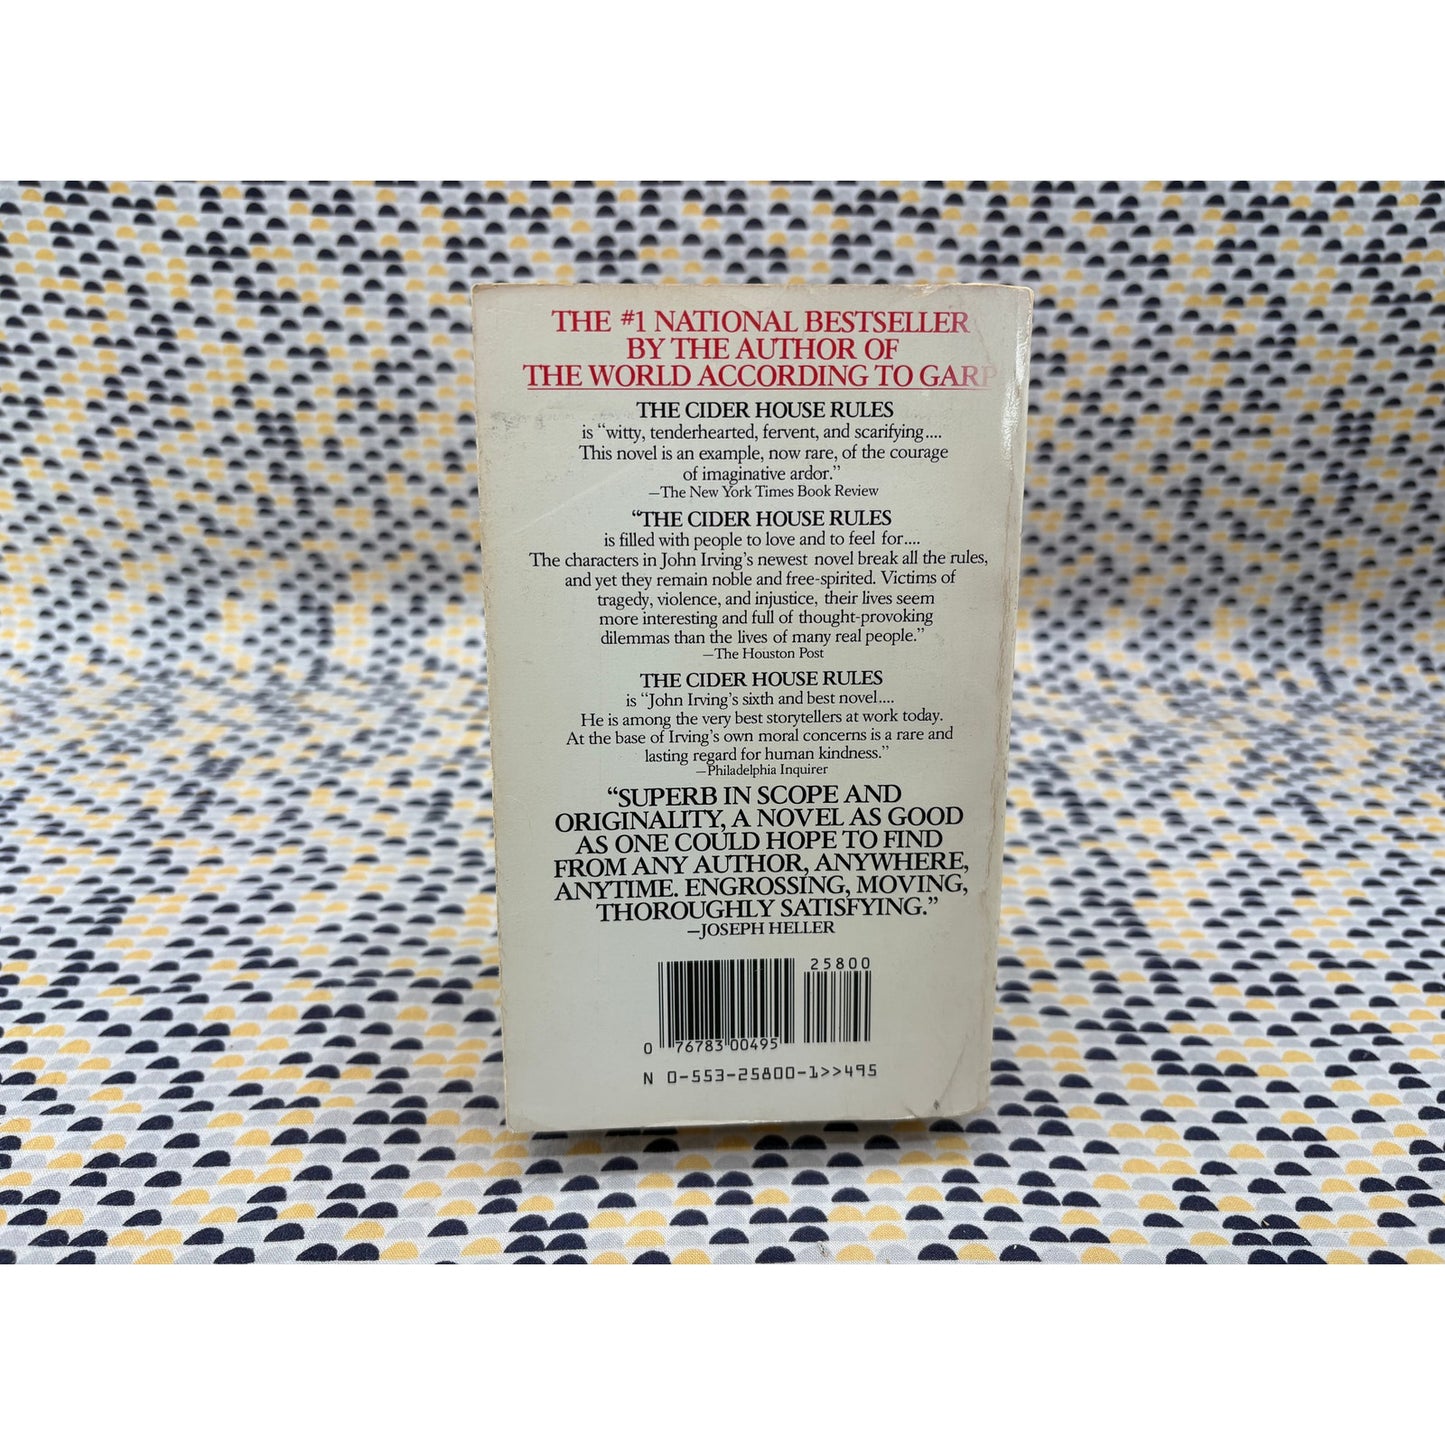 THE #1 NATIONAL BESTSELLER
BY THE AUTHOR OF
THE WORLD ACCORDING TO GARP
THE CIDER HOUSE RULES
is “witty, tenderhearted, fervent, and scarifying....
This novel is an example, now rare, of the courage
of imaginative ardor.”
—The New York Times Book Review
“THE CIDER HOUSE RULES
is filled with people to love and to feel for....
The characters in John Irving’s newest novel break all the rules,
and yet they remain noble and free-spirited. Victims of
tragedy, violence, and injustice, their lives seem
more interesting and full of thought-provoking
dilemmas than the lives of many real people.”
—The Houston Post
THE CIDER HOUSE RULES
is “John Irving’s sixth and best novel....
He is among the very best storytellers at work today.
At the base of Irving’s own moral concerns is a rare and
lasting regard for human kindness.”
—Philadelphia Inquirer
“SUPERB IN SCOPE AND
ORIGINALITY, A NOVEL AS GOOD
AS ONE COULD HOPE TO FIND
FROM ANY AUTHOR, ANYWHERE,
ANYTIME. ENGROSSING, MOVING,
THOROUGHLY SATISFYING.”
—JOSEPH HELLER
25800
0 76783 00495
N 0-553-25800-1>>495